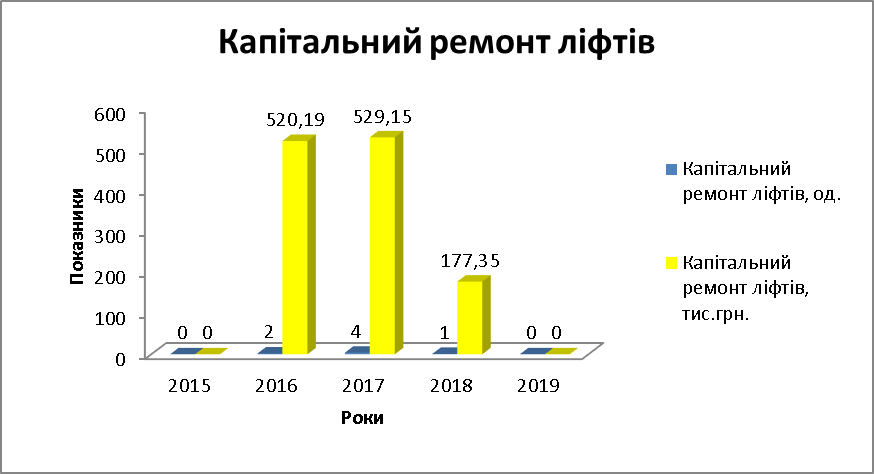 Капітальний ремонт ліфтів
600
500
400
300
200
100
0
Показники
0 0
2 520,19
4 529,15
1 177,35
0 0
2015 2016 2017 2018 2019
Роки
Капітальний
ремонт ліфтів, од.
Капітальний
ремонт ліфтів,
тис.грн.